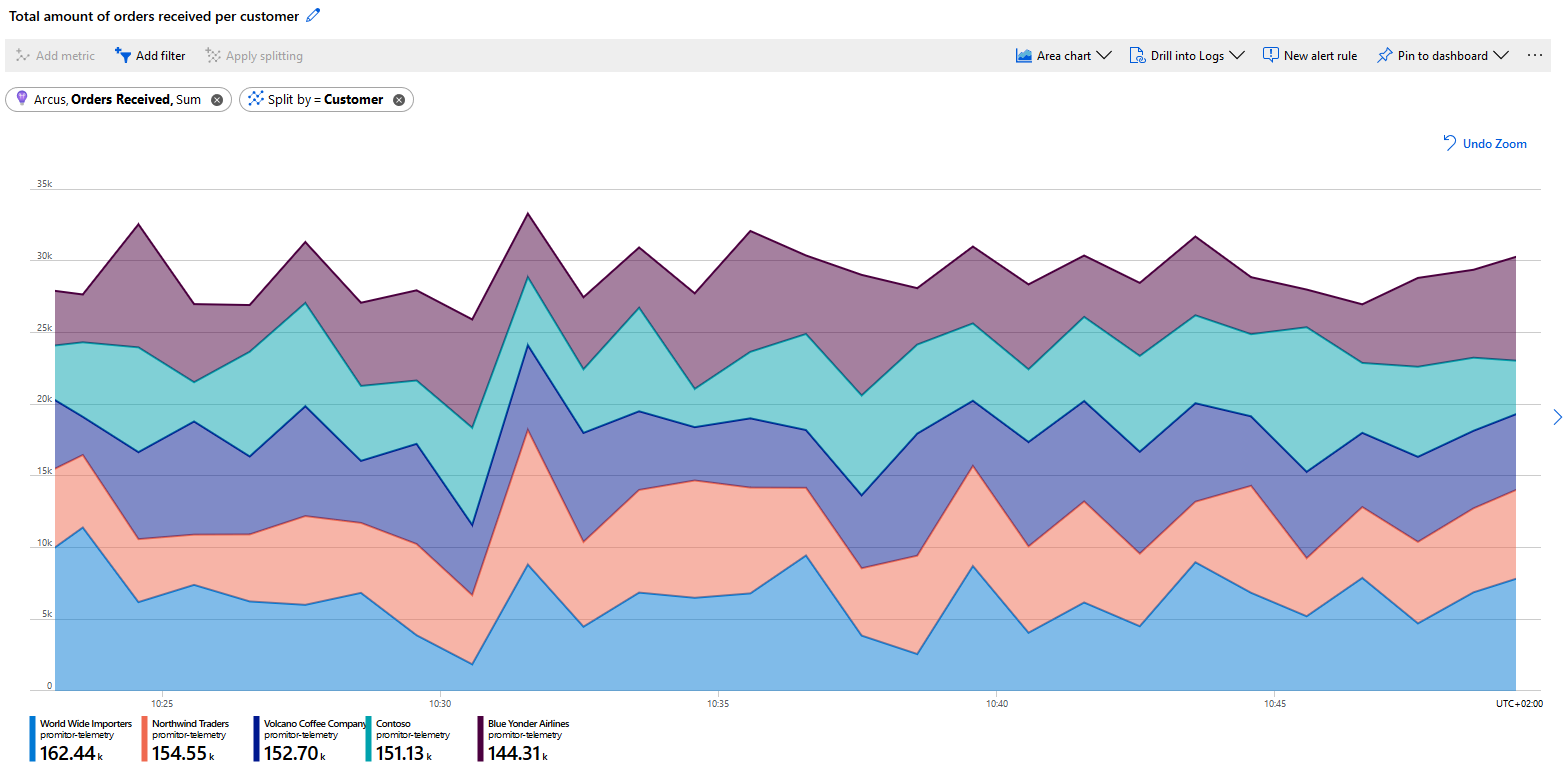 Total amount of orders received per customer
Add metric Add filter Apply splitting Area chart Drill into Logs New alert rule Pin to dashboard ...
Arcus, Orders Received, Sum Split by = Customer
Undo Zoom
35k
30k
25k
20k
15k
10k
5k
0
10:25 10:30 10:35 10:40 10:45 UTC+02:00
World Wide Importers Northwind Traders Volcano Coffee Company Contoso Blue Yonder Airlines
promitor-telemetry promitor-telemetry promitor-telemetry promitor-telemetry promitor-telemetry
162.44 k 154.55 k 152.70 k 151.13 k 144.31 k